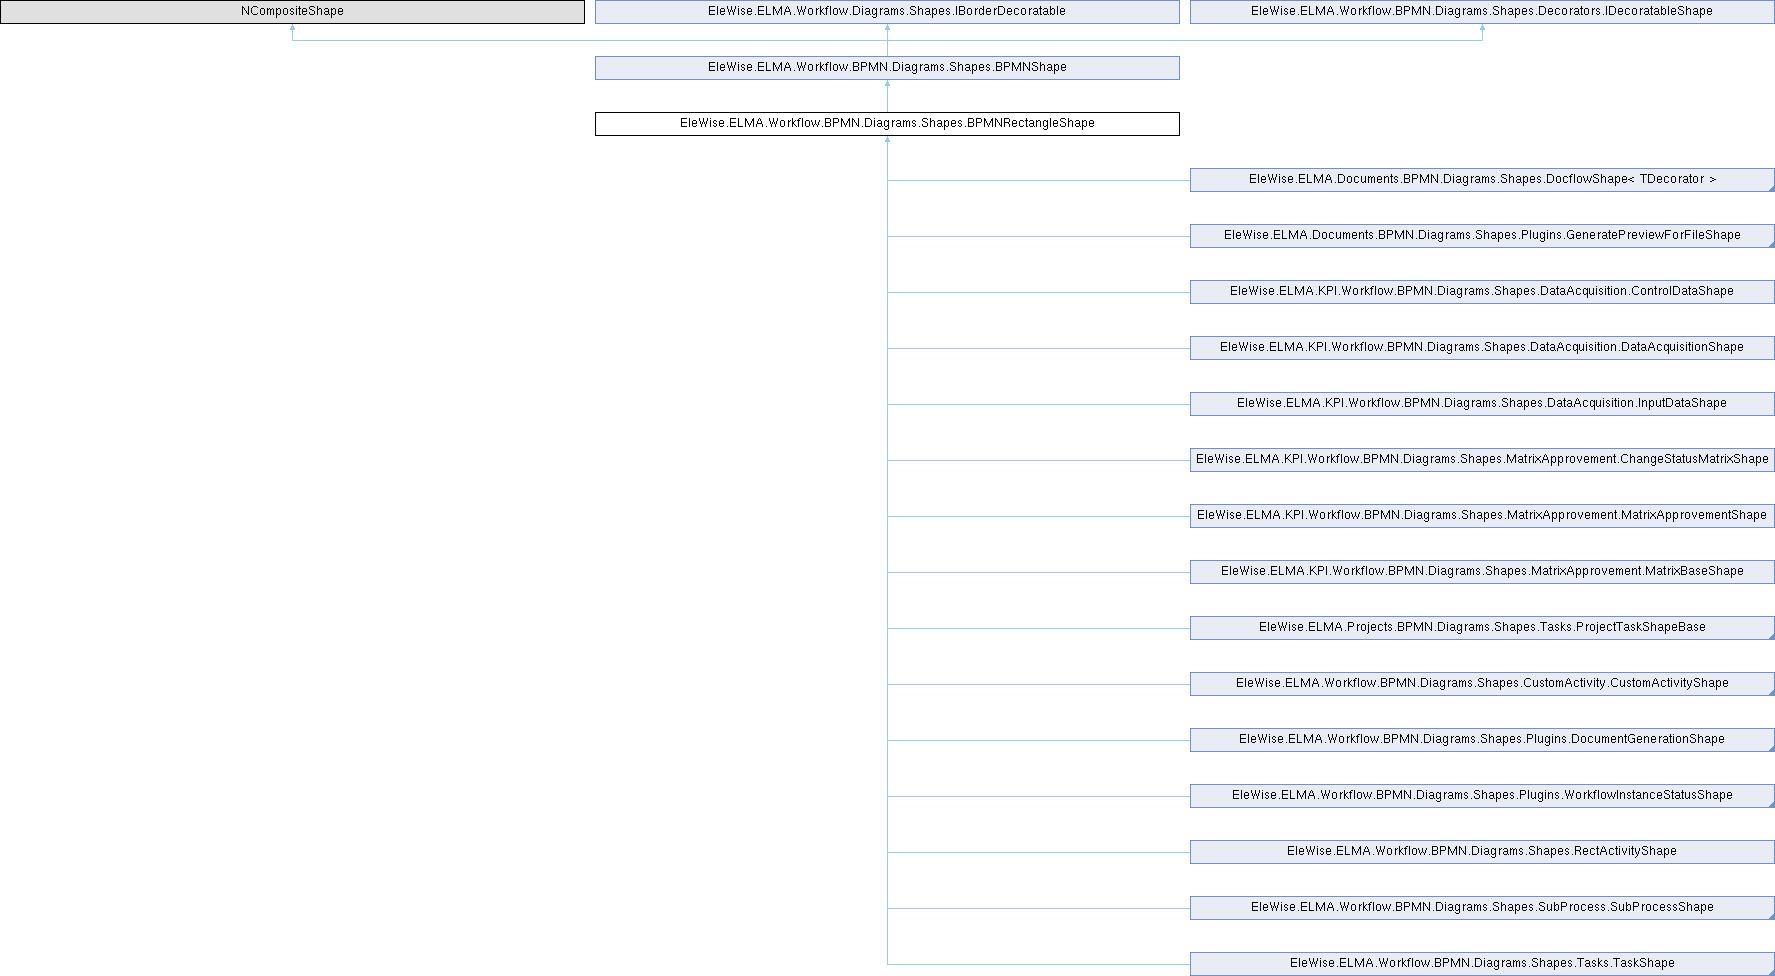 NCompositeShape
EleWise.ELMA.Workflow.Diagrams.Shapes.IBorderDecoratable
EleWise.ELMA.Workflow.BPMN.Diagrams.Shapes.Decorators.IDecoratableShape
EleWise.ELMA.Workflow.BPMN.Diagrams.Shapes.BPMNShape
EleWise.ELMA.Workflow.BPMN.Diagrams.Shapes.BPMNRectangleShape
EleWise.ELMA.Documents.BPMN.Diagrams.Shapes.DocflowShape< TDecorator >
EleWise.ELMA.Documents.BPMN.Diagrams.Shapes.Plugins.GeneratePreviewForFileShape
EleWise.ELMA.KPI.Workflow.BPMN.Diagrams.Shapes.DataAcquisition.ControlDataShape
EleWise.ELMA.KPI.Workflow.BPMN.Diagrams.Shapes.DataAcquisition.DataAcquisitionShape
EleWise.ELMA.KPI.Workflow.BPMN.Diagrams.Shapes.DataAcquisition.InputDataShape
EleWise.ELMA.KPI.Workflow.BPMN.Diagrams.Shapes.MatrixApprovement.ChangeStatusMatrixShape
EleWise.ELMA.KPI.Workflow.BPMN.Diagrams.Shapes.MatrixApprovement.MatrixApprovementShape
EleWise.ELMA.KPI.Workflow.BPMN.Diagrams.Shapes.MatrixApprovement.MatrixBaseShape
EleWise.ELMA.Projects.BPMN.Diagrams.Shapes.Tasks.ProjectTaskShapeBase
EleWise.ELMA.Workflow.BPMN.Diagrams.Shapes.CustomActivity.CustomActivityShape
EleWise.ELMA.Workflow.BPMN.Diagrams.Shapes.Plugins.DocumentGenerationShape
EleWise.ELMA.Workflow.BPMN.Diagrams.Shapes.Plugins.WorkflowInstanceStatusShape
EleWise.ELMA.Workflow.BPMN.Diagrams.Shapes.RectActivityShape
EleWise.ELMA.Workflow.BPMN.Diagrams.Shapes.SubProcess.SubProcessShape
EleWise.ELMA.Workflow.BPMN.Diagrams.Shapes.Tasks.TaskShape